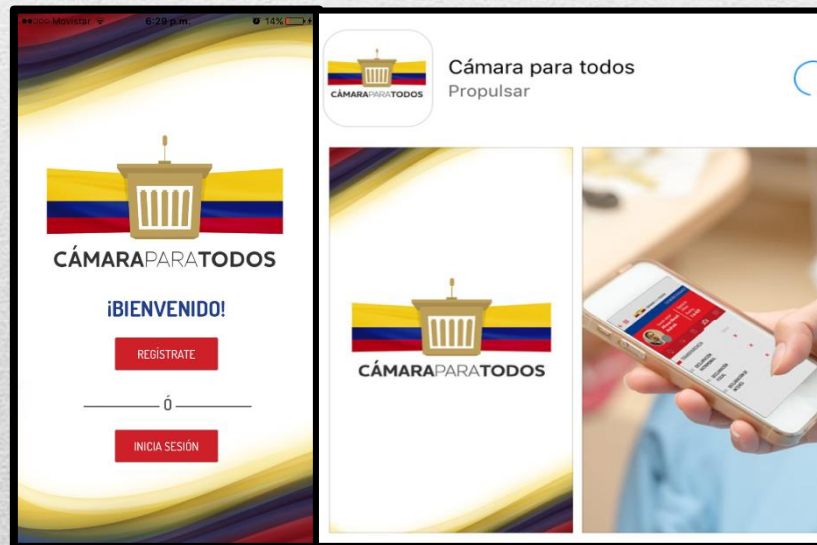 Movistar 6:29 p.m. 14%
CÁMARAPARATODOS
¡BIENVENIDO!
REGÍSTRATE
Ó
INICIA SESIÓN
Cámara para todos
Propulsar
CÁMARAPARATODOS
CÁMARAPARATODOS